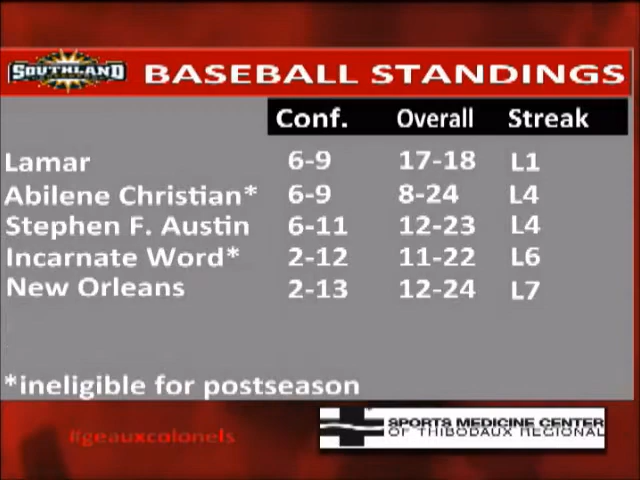 SOUTHLAND BASEBALL STANDINGS
Conf. Overall Streak
Lamar 6-9 17-18 L1
Abilene Christian* 6-9 8-24 L4
Stephen F. Austin 6-11 12-23 L4
Incarnate Word* 2-12 11-22 L6
New Orleans 2-13 12-24 L7
*ineligible for postseason
#geauxcolonels
SPORTS MEDICINE CENTER
OF THIBODAUX REGIONAL